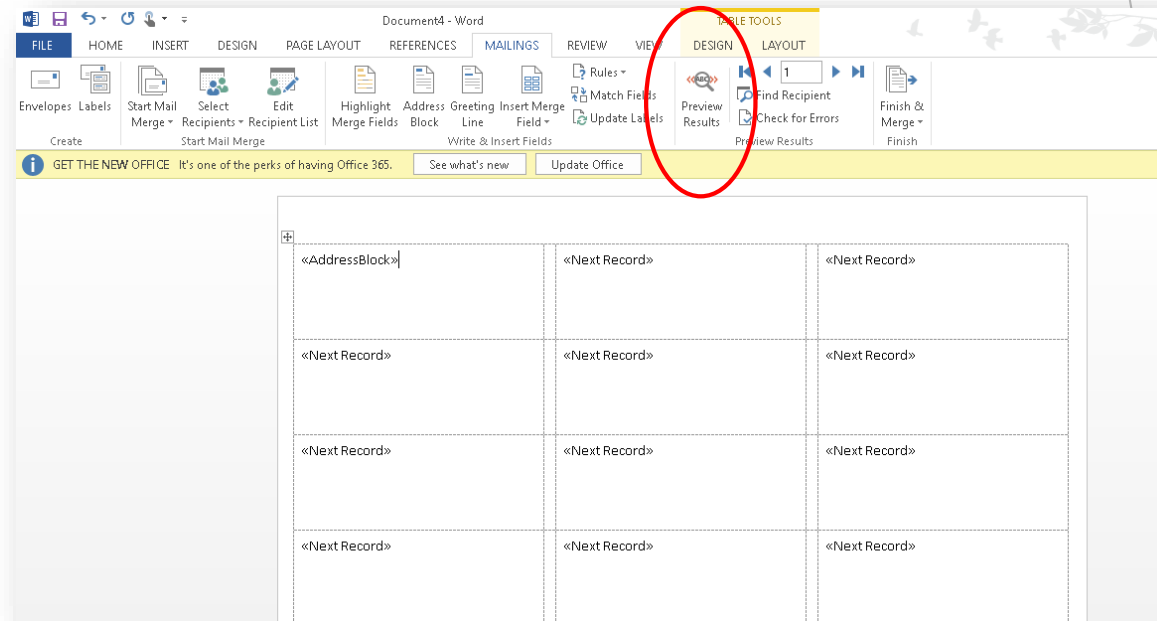 Document4 - Word
TABLE TOOLS
FILE HOME INSERT DESIGN PAGE LAYOUT REFERENCES MAILINGS REVIEW VIEW DESIGN LAYOUT
Envelopes
Labels
Create
Start Mail
Merge
Select
Recipients
Edit
Recipient List
Start Mail Merge
Highlight
Merge Fields
Address
Block
Greeting
Line
Insert Merge
Field
Rules
Match Fields
Update Labels
Write & Insert Fields
«ABC»
Preview
Results
1
Find Recipient
Check for Errors
Preview Results
Finish &
Merge
Finish
GET THE NEW OFFICE It's one of the perks of having Office 365. See what's new Update Office
«AddressBlock» «Next Record» «Next Record»
«Next Record» «Next Record» «Next Record»
«Next Record» «Next Record» «Next Record»
«Next Record» «Next Record» «Next Record»